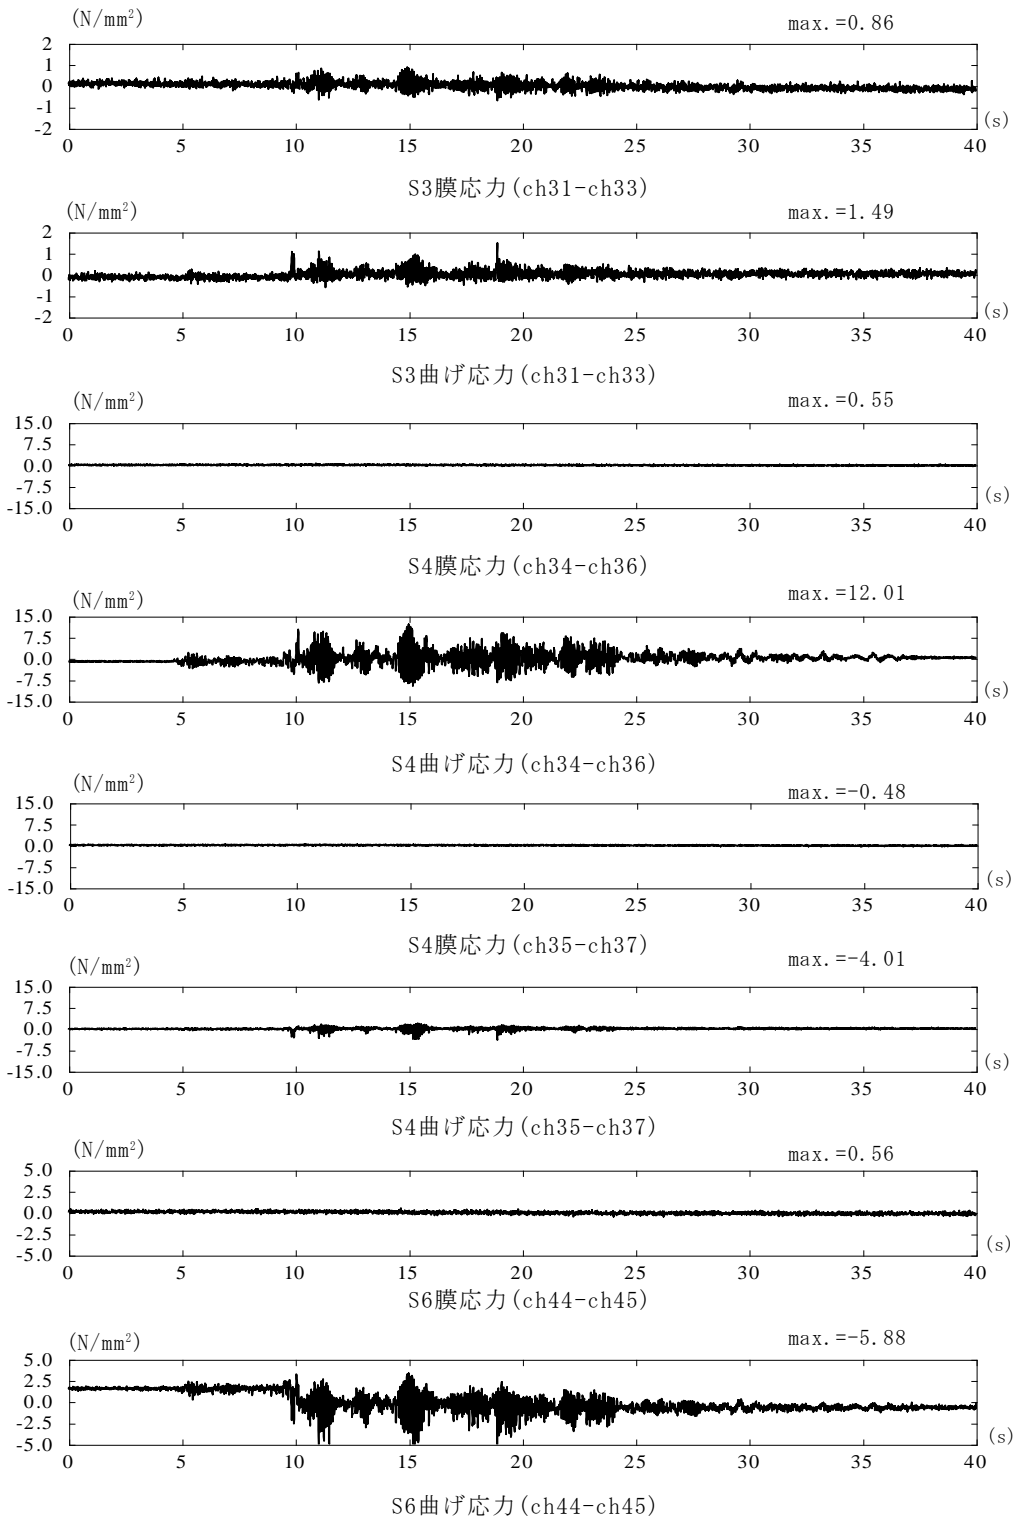 (N/mm²) max.=0.86
2
1
0
-1
-2
(s)
0 5 10 15 20 25 30 35 40
S3膜応力(ch31-ch33)
(N/mm²) max.=1.49
2
1
0
-1
-2
(s)
0 5 10 15 20 25 30 35 40
S3曲げ応力(ch31-ch33)
(N/mm²) max.=0.55
15.0
7.5
0.0
-7.5
-15.0
(s)
0 5 10 15 20 25 30 35 40
S4膜応力(ch34-ch36)
(N/mm²) max.=12.01
15.0
7.5
0.0
-7.5
-15.0
(s)
0 5 10 15 20 25 30 35 40
S4曲げ応力(ch34-ch36)
(N/mm²) max.=-0.48
15.0
7.5
0.0
-7.5
-15.0
(s)
0 5 10 15 20 25 30 35 40
S4膜応力(ch35-ch37)
(N/mm²) max.=-4.01
15.0
7.5
0.0
-7.5
-15.0
(s)
0 5 10 15 20 25 30 35 40
S4曲げ応力(ch35-ch37)
(N/mm²) max.=0.56
5.0
2.5
0.0
-2.5
-5.0
(s)
0 5 10 15 20 25 30 35 40
S6膜応力(ch44-ch45)
(N/mm²) max.=-5.88
5.0
2.5
0.0
-2.5
-5.0
(s)
0 5 10 15 20 25 30 35 40
S6曲げ応力(ch44-ch45)